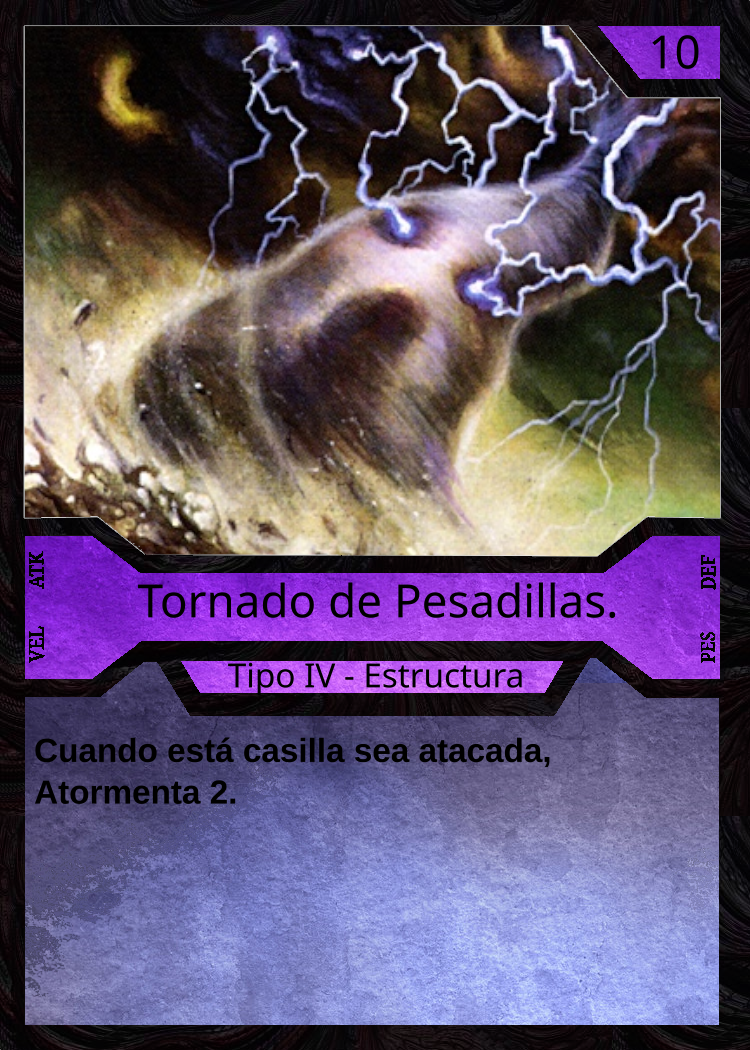 10
ATK
DEF
Tornado de Pesadillas.
VEL
PES
Tipo IV - Estructura
Cuando está casilla sea atacada,
Atormenta 2.